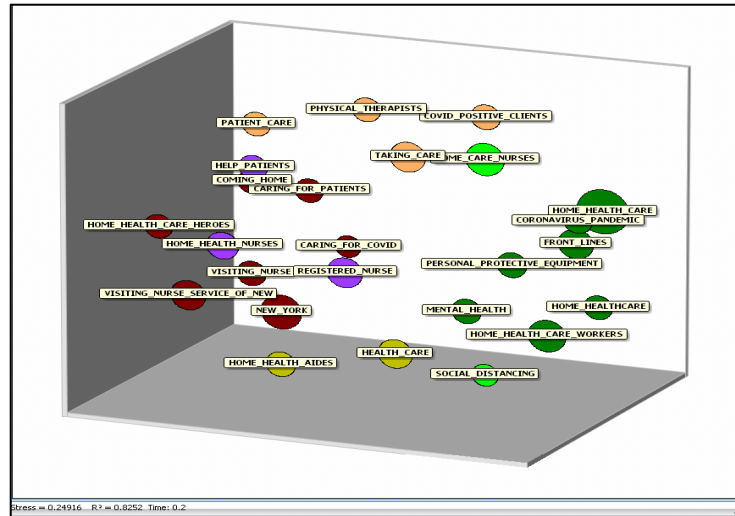 PHYSICAL_THERAPISTS
COVID_POSITIVE_CLIENTS
PATIENT_CARE
TAKING_CARE
OME_CARE_NURSES
HELP_PATIENTS
COMING_HOME
CARING_FOR_PATIENTS
HOME_HEALTH_CARE
CORONAVIRUS_PANDEMIC
HOME_HEALTH_CARE_HEROES
HOME_HEALTH_NURSES
CARING_FOR_COVID
FRONT_LINES
PERSONAL_PROTECTIVE_EQUIPMENT
VISITING_NURSE
REGISTERED_NURSE
VISITING_NURSE_SERVICE_OF_NEW
NEW_YORK
MENTAL_HEALTH
HOME_HEALTHCARE
HOME_HEALTH_CARE_WORKERS
HEALTH_CARE
HOME_HEALTH_AIDES
SOCIAL_DISTANCING
Stress = 0.24916 R² = 0.8252 Time: 0.2